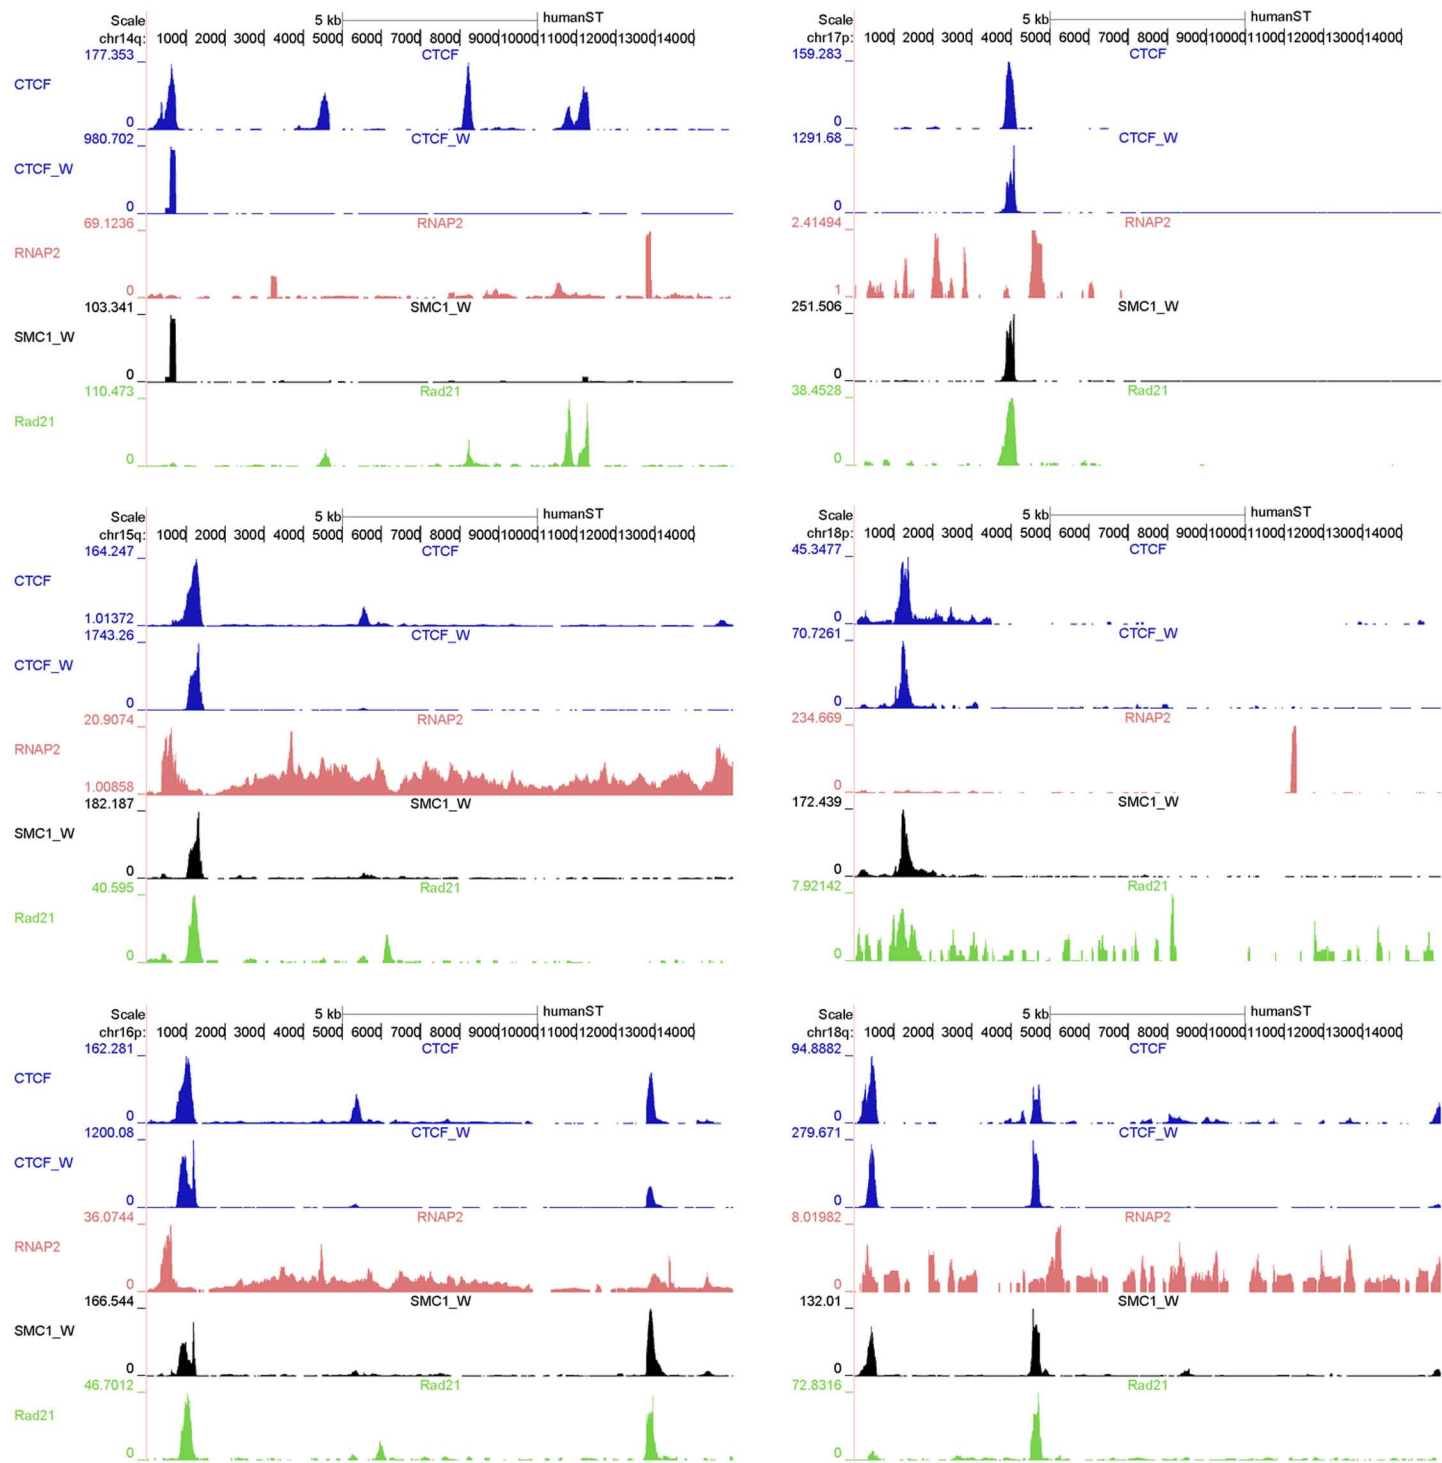 Scale 5 kb humanST
chr14q: 1000 2000 3000 4000 5000 6000 7000 8000 9000 10000 11000 12000 13000 14000
177.353 CTCF
CTCF
0
980.702 CTCF_W
CTCF_W
0
69.1236 RNAP2
RNAP2
0
103.341 SMC1_W
SMC1_W
0
110.473 Rad21
Rad21
0
Scale 5 kb humanST
chr17p: 1000 2000 3000 4000 5000 6000 7000 8000 9000 10000 11000 12000 13000 14000
159.283 CTCF
0
1291.68 CTCF_W
0
2.41494 RNAP2
1
251.506 SMC1_W
0
38.4528 Rad21
0
Scale 5 kb humanST
chr15q: 1000 2000 3000 4000 5000 6000 7000 8000 9000 10000 11000 12000 13000 14000
164.247 CTCF
CTCF
1.01372
1743.26 CTCF_W
CTCF_W
0
20.9074 RNAP2
RNAP2
1.00858
182.187 SMC1_W
SMC1_W
0
40.595 Rad21
Rad21
0
Scale 5 kb humanST
chr18p: 1000 2000 3000 4000 5000 6000 7000 8000 9000 10000 11000 12000 13000 14000
45.3477 CTCF
0
70.7261 CTCF_W
0
234.669 RNAP2
0
172.439 SMC1_W
0
7.92142 Rad21
0
Scale 5 kb humanST
chr16p: 1000 2000 3000 4000 5000 6000 7000 8000 9000 10000 11000 12000 13000 14000
162.281 CTCF
CTCF
0
1200.08 CTCF_W
CTCF_W
0
36.0744 RNAP2
RNAP2
0
166.544 SMC1_W
SMC1_W
0
46.7012 Rad21
Rad21
0
Scale 5 kb humanST
chr18q: 1000 2000 3000 4000 5000 6000 7000 8000 9000 10000 11000 12000 13000 14000
94.8882 CTCF
0
279.671 CTCF_W
0
8.01982 RNAP2
0
132.01 SMC1_W
0
72.8316 Rad21
0